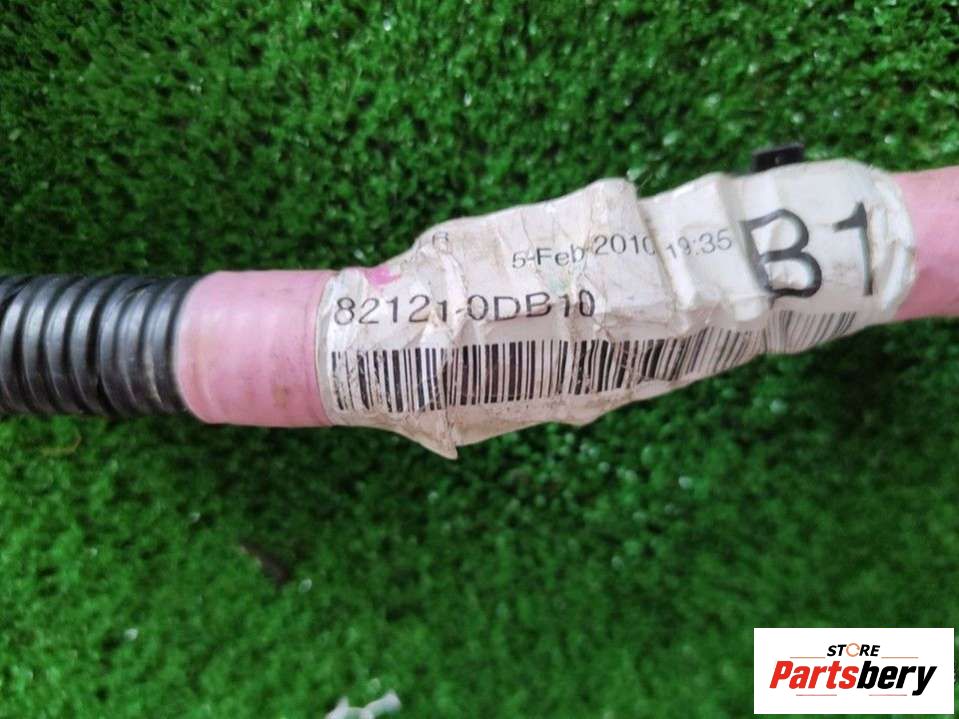 5-Feb-2010 19:35
B1
82121-0DB10
STORE
Partsbery